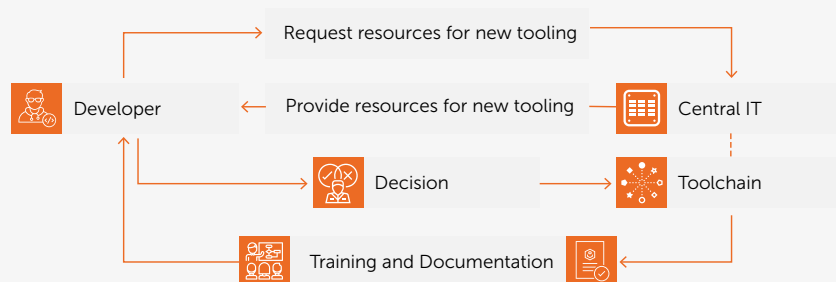 Request resources for new tooling
Developer
Provide resources for new tooling
Central IT
Decision
Toolchain
Training and Documentation